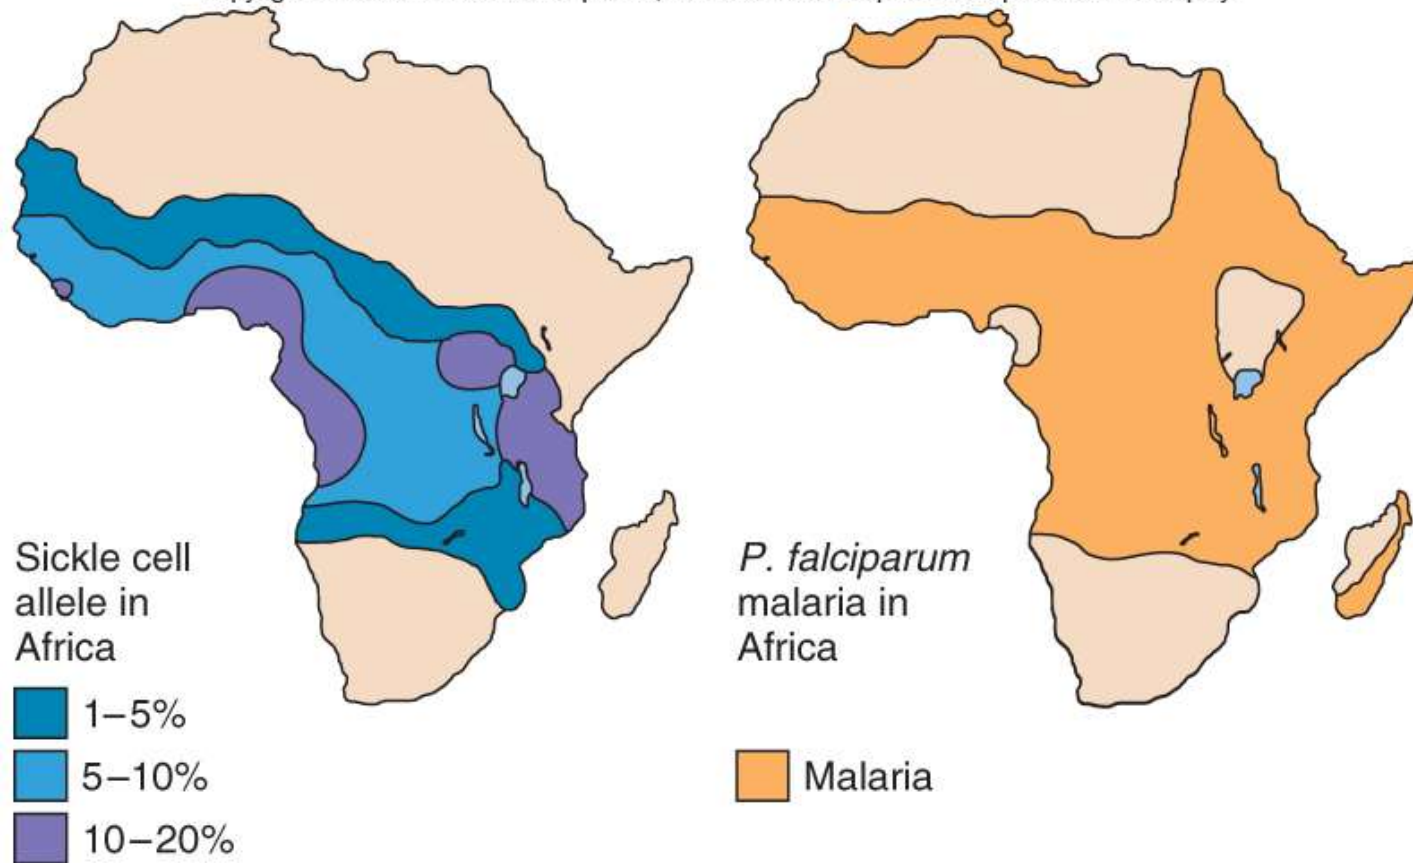 Sickle cell
allele in
Africa
1–5%
5–10%
10–20%
P. falciparum
malaria in
Africa
Malaria